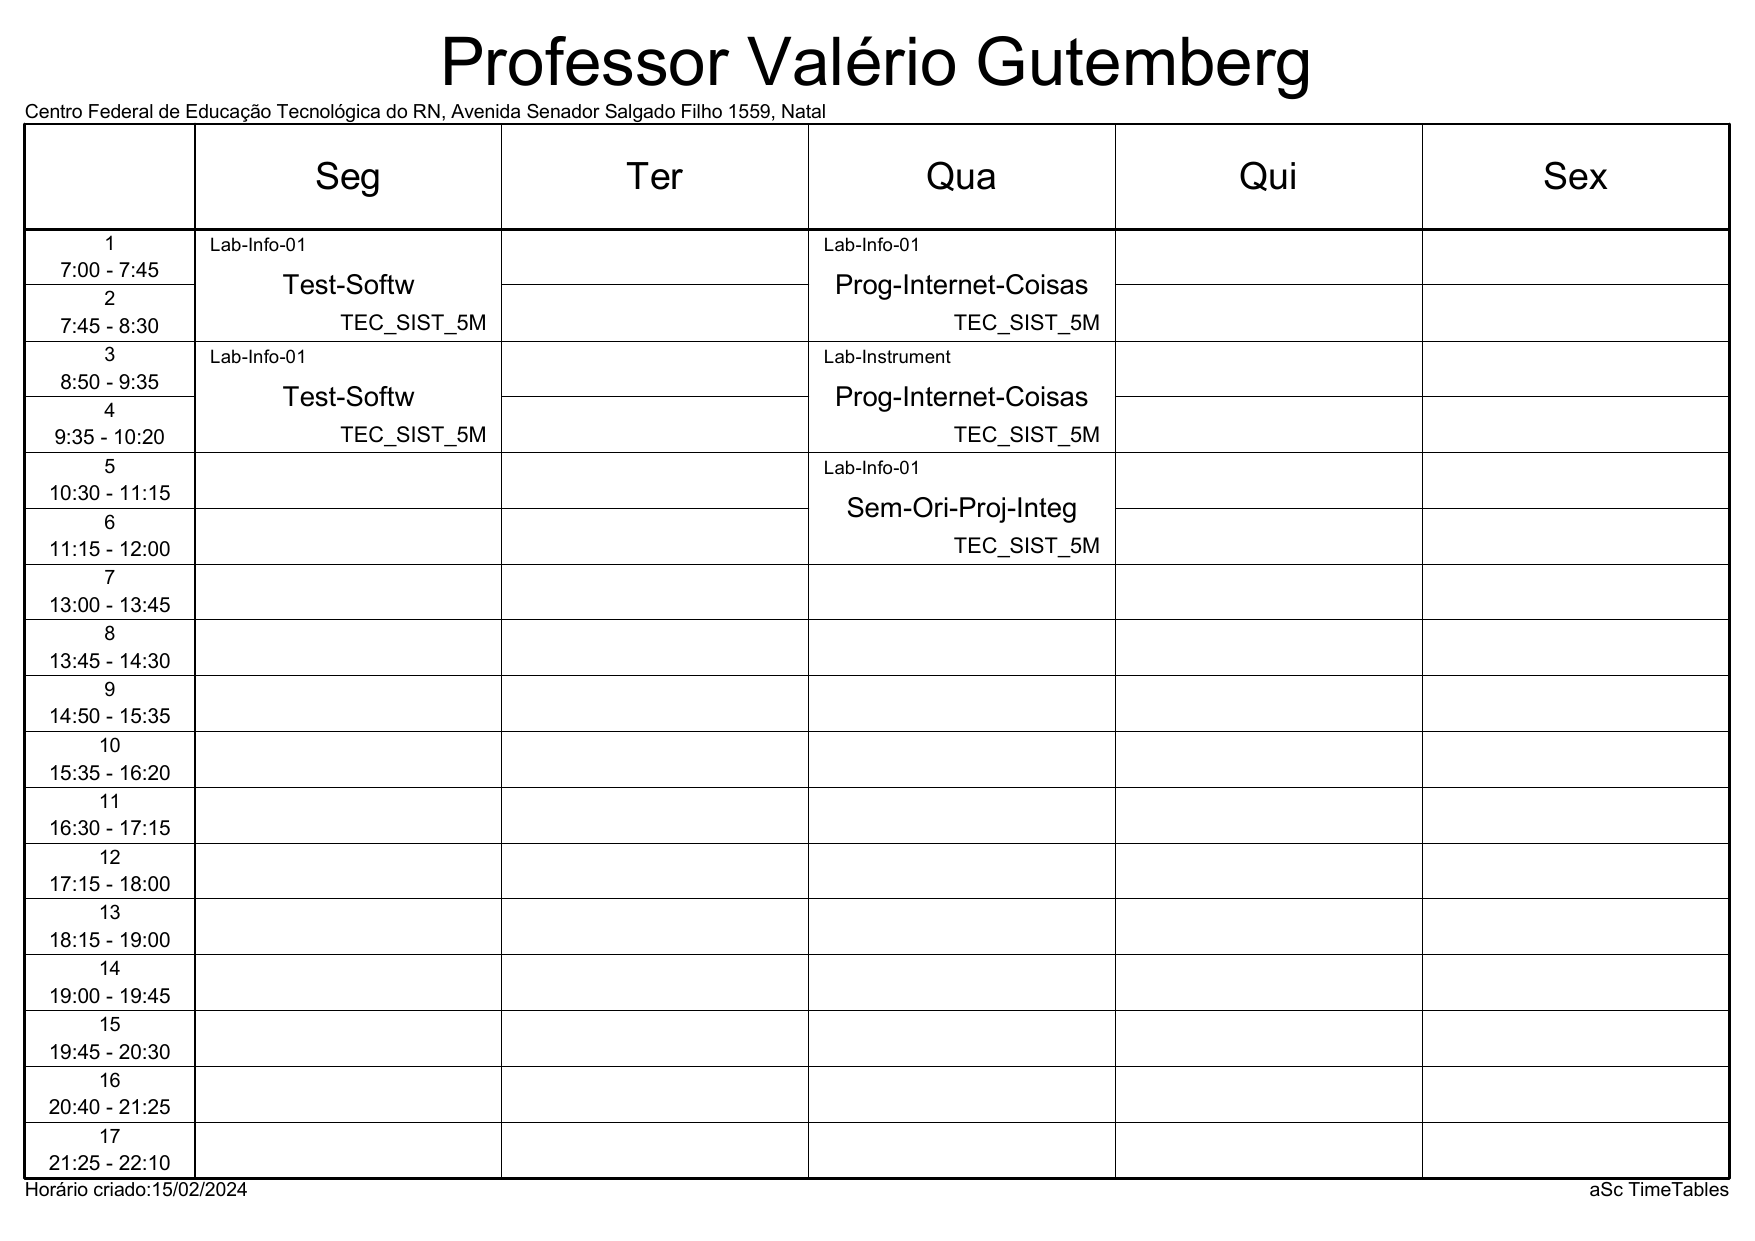 Professor Valério Gutemberg
Centro Federal de Educação Tecnológica do RN, Avenida Senador Salgado Filho 1559, Natal
Seg Ter Qua Qui Sex
1
7:00 - 7:45
2
7:45 - 8:30
Lab-Info-01
Test-Softw
TEC_SIST_5M
Lab-Info-01
Prog-Internet-Coisas
TEC_SIST_5M
3
8:50 - 9:35
4
9:35 - 10:20
Lab-Info-01
Test-Softw
TEC_SIST_5M
Lab-Instrument
Prog-Internet-Coisas
TEC_SIST_5M
5
10:30 - 11:15
6
11:15 - 12:00
Lab-Info-01
Sem-Ori-Proj-Integ
TEC_SIST_5M
7
13:00 - 13:45
8
13:45 - 14:30
9
14:50 - 15:35
10
15:35 - 16:20
11
16:30 - 17:15
12
17:15 - 18:00
13
18:15 - 19:00
14
19:00 - 19:45
15
19:45 - 20:30
16
20:40 - 21:25
17
21:25 - 22:10
Horário criado:15/02/2024
aSc TimeTables